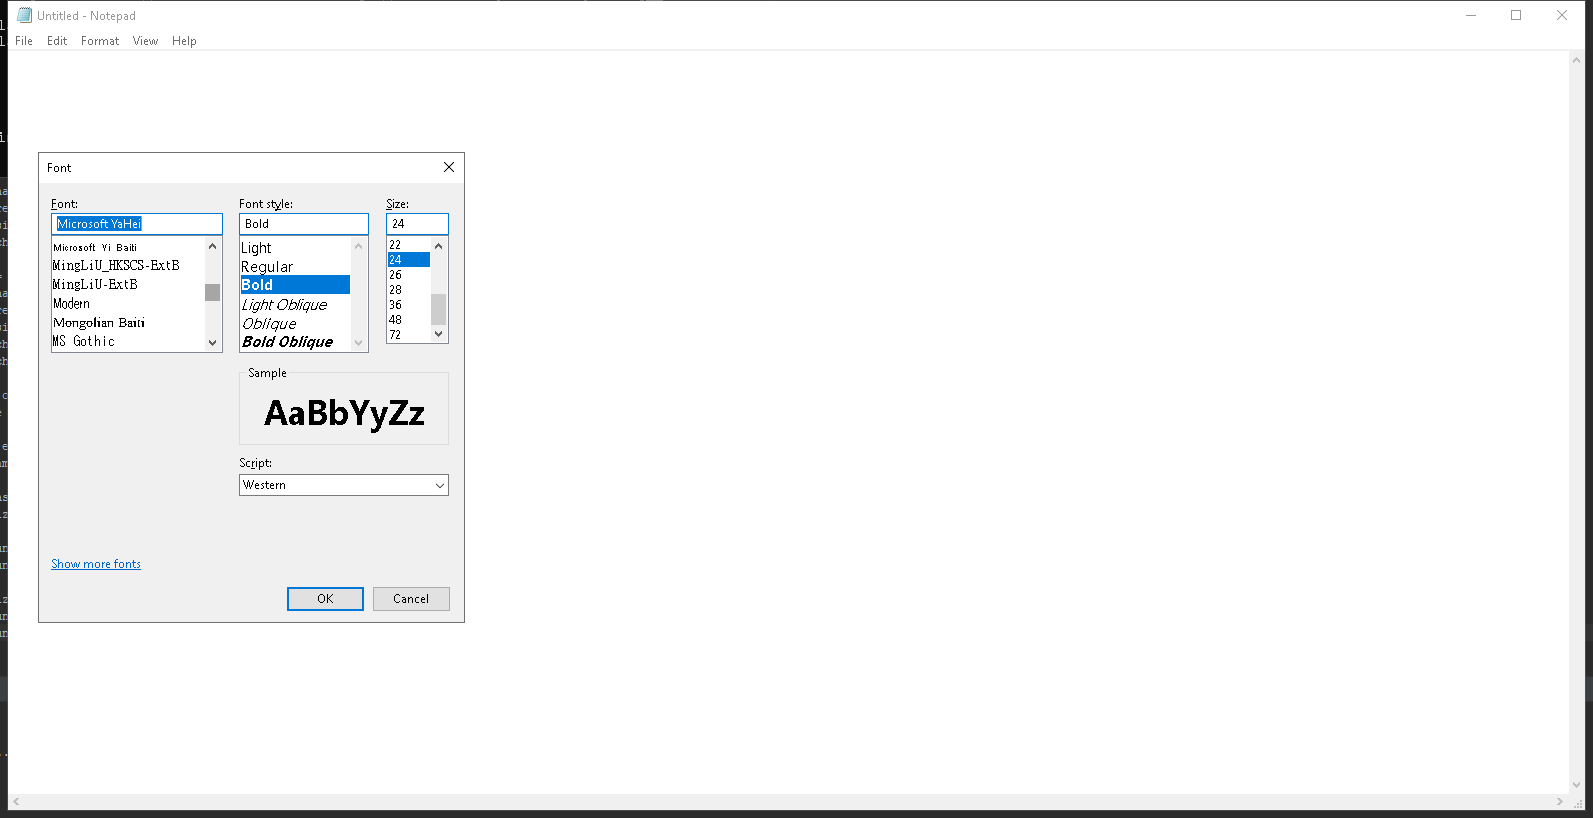 Untitled - Notepad
File Edit Format View Help
Font
Font: Font style: Size:
Microsoft YaHei Bold 24
Microsoft Yi Baiti
MingLiU_HKSCS-ExtB
MingLiU-ExtB
Modern
Mongolian Baiti
MS Gothic
Light
Regular
Bold
Light Oblique
Oblique
Bold Oblique
22
24
26
28
36
48
72
Sample
AaBbYyZz
Script:
Western
Show more fonts
OK Cancel